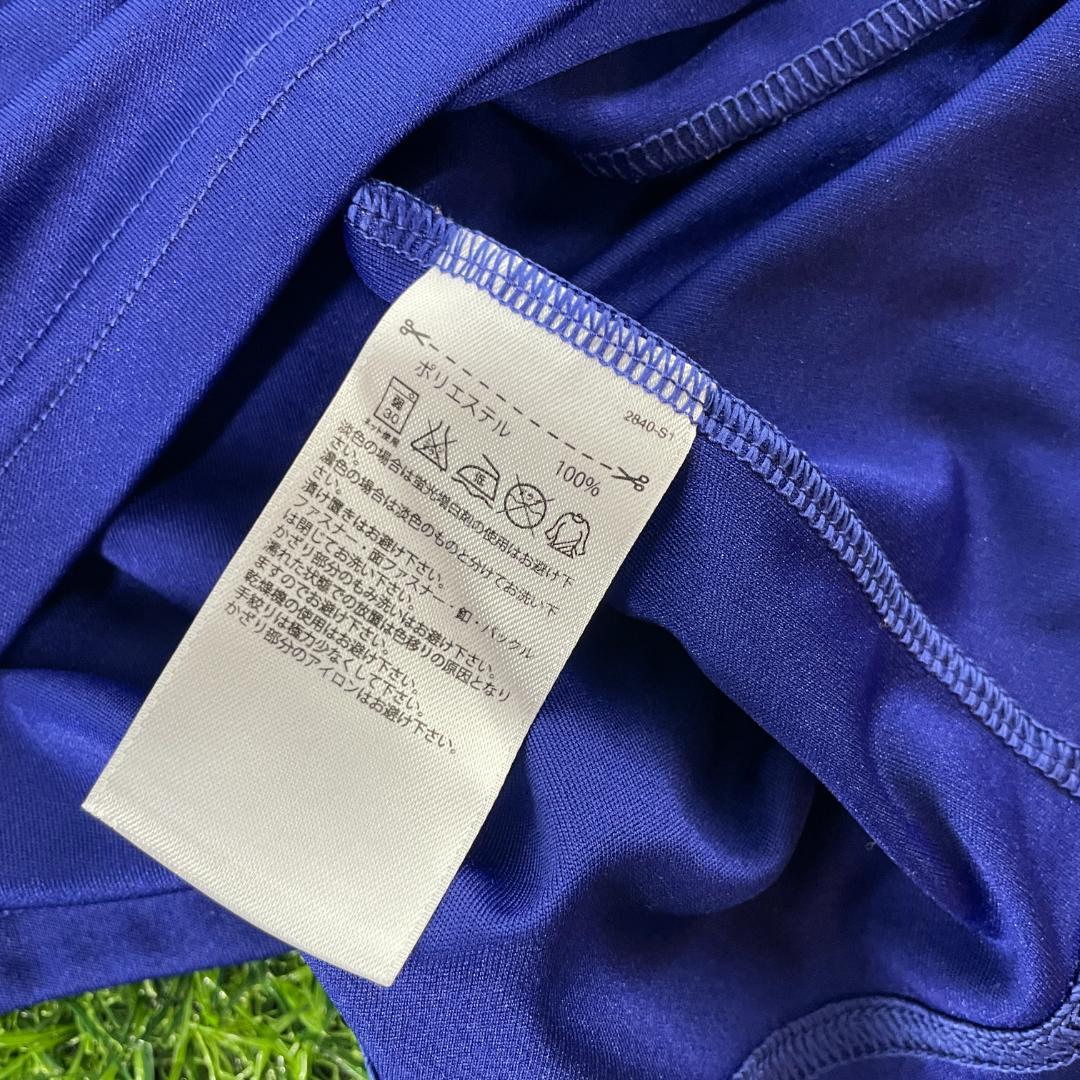 2840-S1
ポリエステル 100%
弱
30
ネット使用
低
淡色の場合は蛍光増白剤の使用はお避け下
さい。
濃色の場合は淡色のものと分けてお洗い下
さい。
漬け置きはお避け下さい。
ファスナー・面ファスナー・釦・バックル
は閉じてお洗い下さい。
かざり部分のもみ洗いはお避け下さい。
濡れた状態での放置は色移りの原因となり
ますのでお避け下さい。
乾燥機の使用はお避け下さい。
手絞りは極力少なくして下さい。
かざり部分のアイロンはお避け下さい。